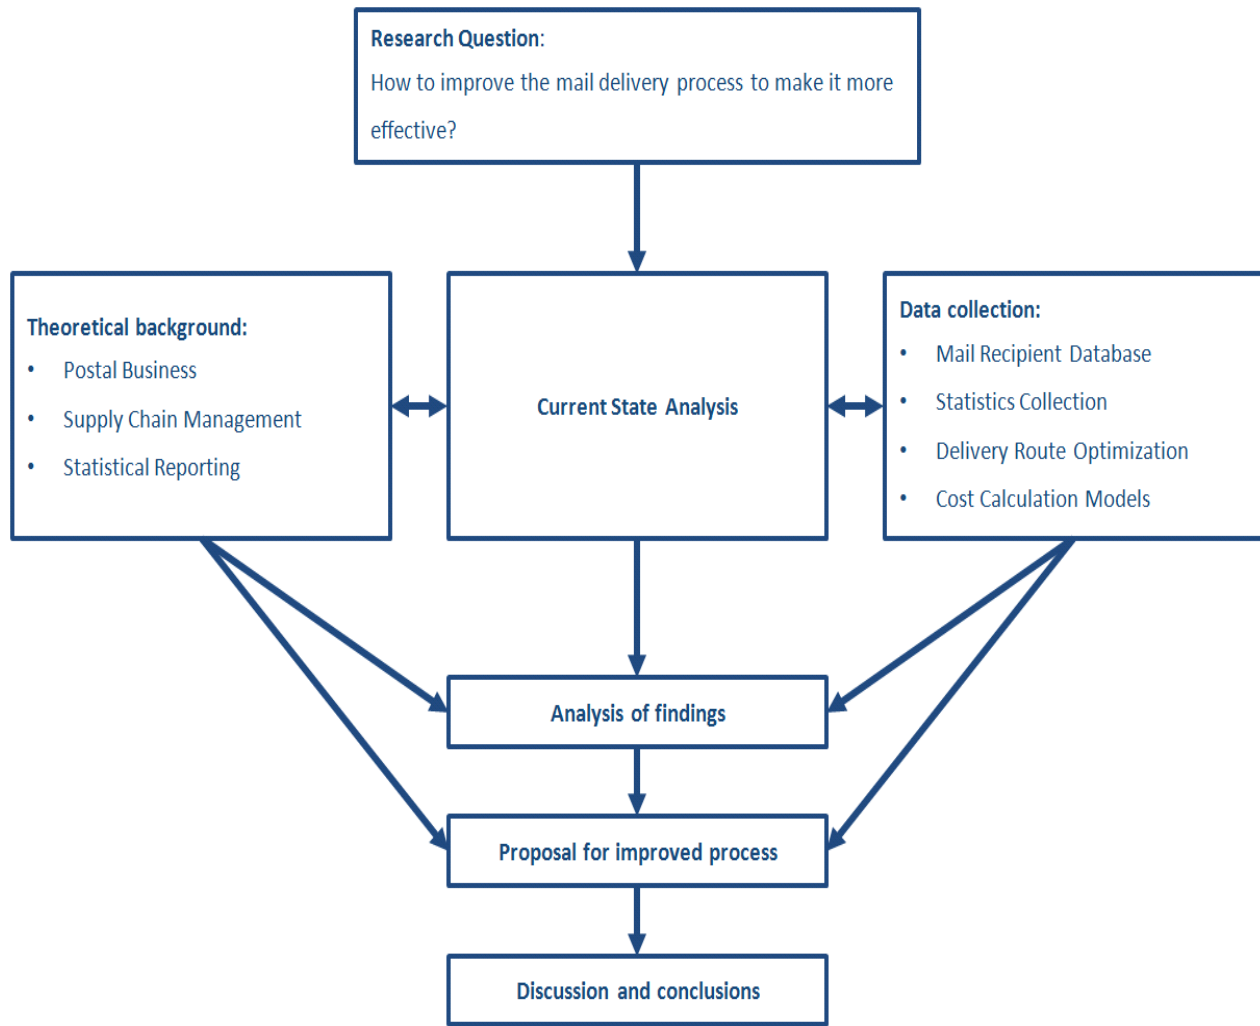 Research Question:
How to improve the mail delivery process to make it more
effective?
Theoretical background:
• Postal Business
• Supply Chain Management
• Statistical Reporting
Current State Analysis
Data collection:
• Mail Recipient Database
• Statistics Collection
• Delivery Route Optimization
• Cost Calculation Models
Analysis of findings
Proposal for improved process
Discussion and conclusions